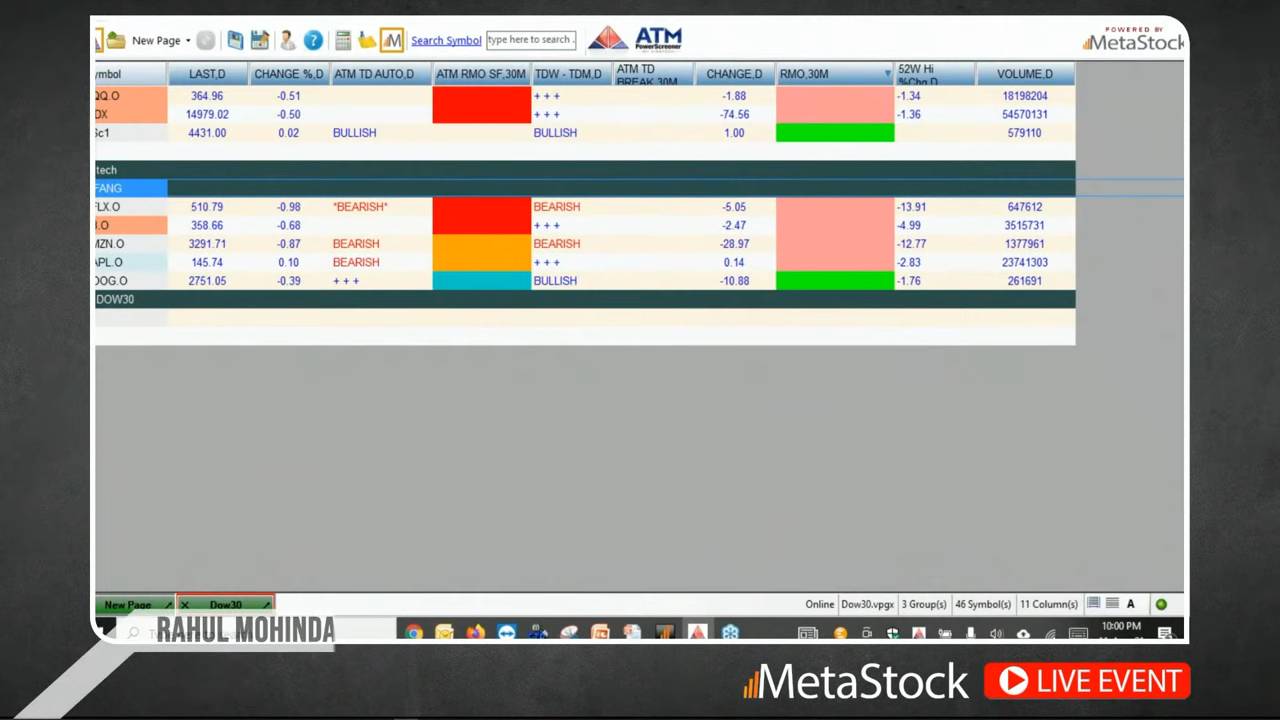 POWERED BY
MetaStock
New Page
Search Symbol
type here to search .
ATM
PowerScreener
ymbol LAST,D CHANGE %,D ATM TD AUTO,D ATM RMO SF,30M TDW - TDM,D ATM TD BREAK 30M CHANGE,D RMO,30M 52W Hi %Chg D VOLUME,D
QQ.O 364.96 -0.51 + + + -1.88 -1.34 18198204
DX 14979.02 -0.50 + + + -74.56 -1.36 54570131
Sc1 4431.00 0.02 BULLISH BULLISH 1.00 579110
tech
FANG
FLX.O 510.79 -0.98 *BEARISH* BEARISH -5.05 -13.91 647612
.O 358.66 -0.68 + + + -2.47 -4.99 3515731
MZN.O 3291.71 -0.87 BEARISH BEARISH -28.97 -12.77 1377961
APL.O 145.74 0.10 BEARISH + + + 0.14 -2.83 23741303
OOG.O 2751.05 -0.39 + + + BULLISH -10.88 -1.76 261691
DOW30
New Page Dow30
Online Dow30.vpgx 3 Group(s) 46 Symbol(s) 11 Column(s) A
RAHUL MOHINDA
10:00 PM
MetaStock LIVE EVENT